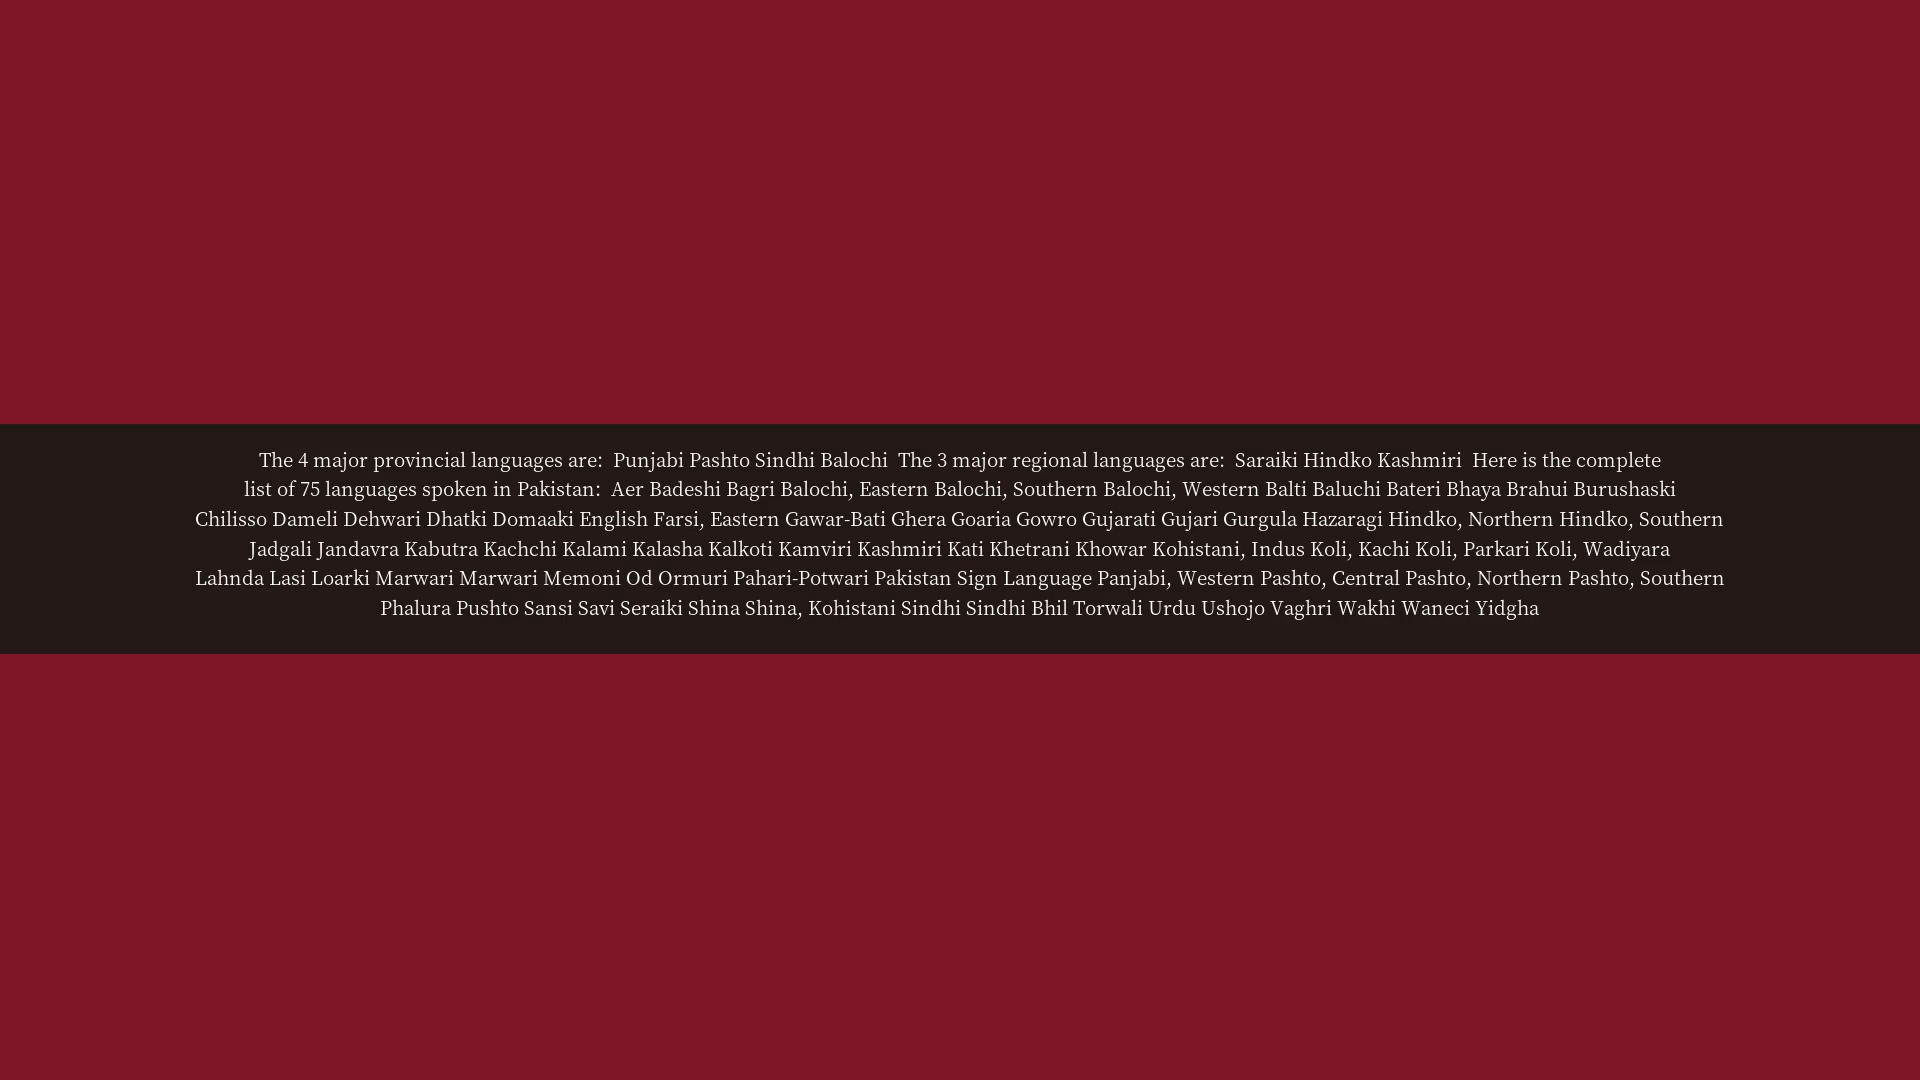 The 4 major provincial languages are:  Punjabi Pashto Sindhi Balochi  The 3 major regional languages are:  Saraiki Hindko Kashmiri  Here is the complete
list of 75 languages spoken in Pakistan:  Aer Badeshi Bagri Balochi, Eastern Balochi, Southern Balochi, Western Balti Baluchi Bateri Bhaya Brahui Burushaski
Chilisso Dameli Dehwari Dhatki Domaaki English Farsi, Eastern Gawar-Bati Ghera Goaria Gowro Gujarati Gujari Gurgula Hazaragi Hindko, Northern Hindko, Southern
Jadgali Jandavra Kabutra Kachchi Kalami Kalasha Kalkoti Kamviri Kashmiri Kati Khetrani Khowar Kohistani, Indus Koli, Kachi Koli, Parkari Koli, Wadiyara
Lahnda Lasi Loarki Marwari Marwari Memoni Od Ormuri Pahari-Potwari Pakistan Sign Language Panjabi, Western Pashto, Central Pashto, Northern Pashto, Southern
Phalura Pushto Sansi Savi Seraiki Shina Shina, Kohistani Sindhi Sindhi Bhil Torwali Urdu Ushojo Vaghri Wakhi Waneci Yidgha